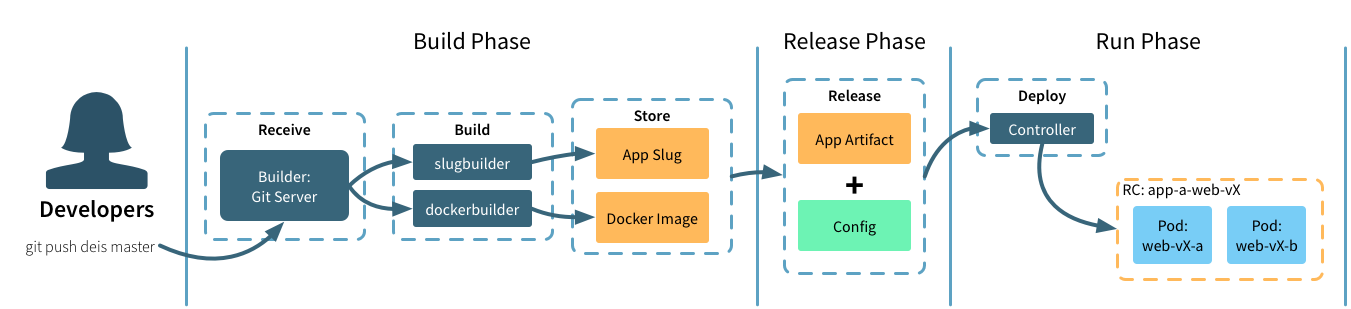 Build Phase
Release Phase
Run Phase
Developers
git push deis master
Receive
Builder:
Git Server
Build
slugbuilder
dockerbuilder
Store
App Slug
Docker Image
Release
App Artifact
+
Config
Deploy
Controller
RC: app-a-web-vX
Pod:
web-vX-a
Pod:
web-vX-b